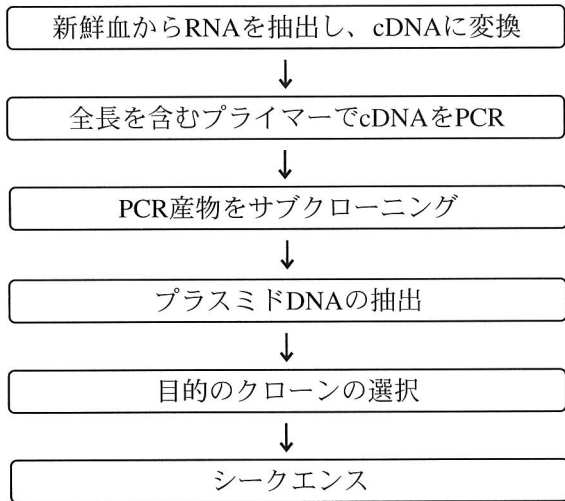 新鮮血からRNAを抽出し、cDNAに変換
全長を含むプライマーでcDNAをPCR
PCR産物をサブクローニング
プラスミドDNAの抽出
目的のクローンの選択
シークエンス